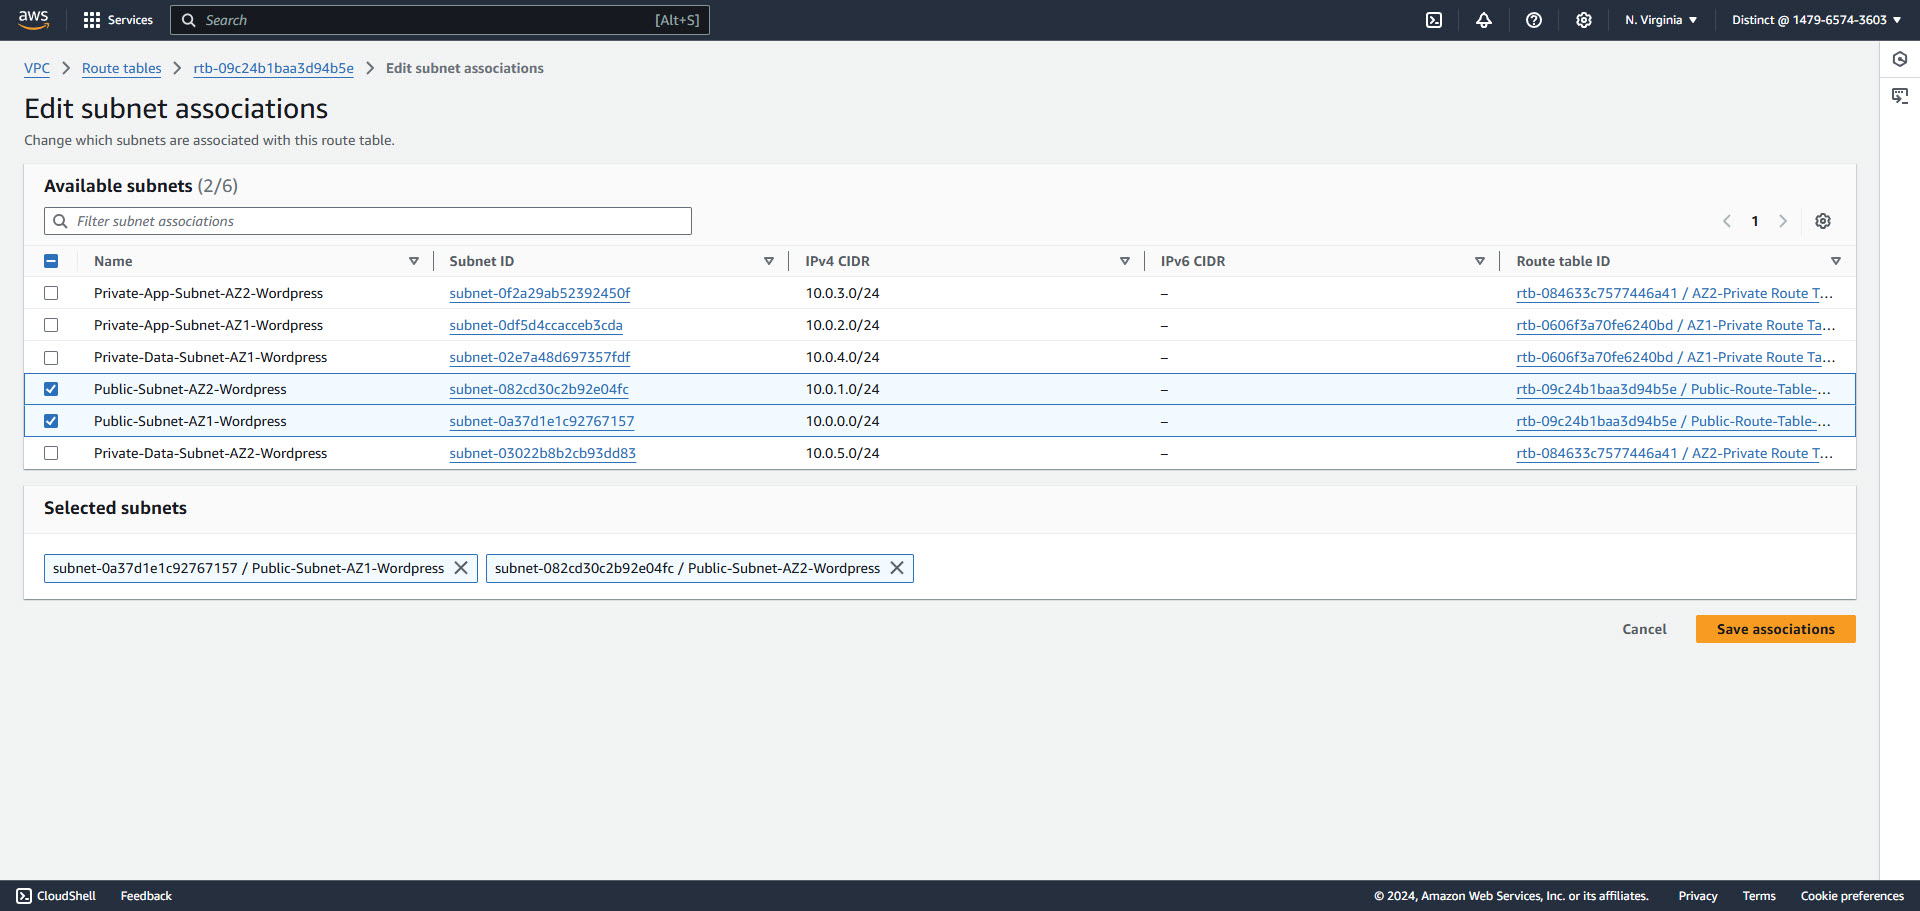 aws Services Search [Alt+S] N. Virginia Distinct @ 1479-6574-3603
VPC Route tables rtb-09c24b1baa3d94b5e Edit subnet associations
Edit subnet associations
Change which subnets are associated with this route table.
Available subnets (2/6)
Filter subnet associations 1
Name Subnet ID IPv4 CIDR IPv6 CIDR Route table ID
Private-App-Subnet-AZ2-Wordpress subnet-0f2a29ab52392450f 10.0.3.0/24 – rtb-084633c7577446a41 / AZ2-Private Route T...
Private-App-Subnet-AZ1-Wordpress subnet-0df5d4ccacceb3cda 10.0.2.0/24 – rtb-0606f3a70fe6240bd / AZ1-Private Route Ta...
Private-Data-Subnet-AZ1-Wordpress subnet-02e7a48d697357fdf 10.0.4.0/24 – rtb-0606f3a70fe6240bd / AZ1-Private Route Ta...
Public-Subnet-AZ2-Wordpress subnet-082cd30c2b92e04fc 10.0.1.0/24 – rtb-09c24b1baa3d94b5e / Public-Route-Table-...
Public-Subnet-AZ1-Wordpress subnet-0a37d1e1c92767157 10.0.0.0/24 – rtb-09c24b1baa3d94b5e / Public-Route-Table-...
Private-Data-Subnet-AZ2-Wordpress subnet-03022b8b2cb93dd83 10.0.5.0/24 – rtb-084633c7577446a41 / AZ2-Private Route T...
Selected subnets
subnet-0a37d1e1c92767157 / Public-Subnet-AZ1-Wordpress subnet-082cd30c2b92e04fc / Public-Subnet-AZ2-Wordpress
Cancel Save associations
CloudShell Feedback © 2024, Amazon Web Services, Inc. or its affiliates. Privacy Terms Cookie preferences